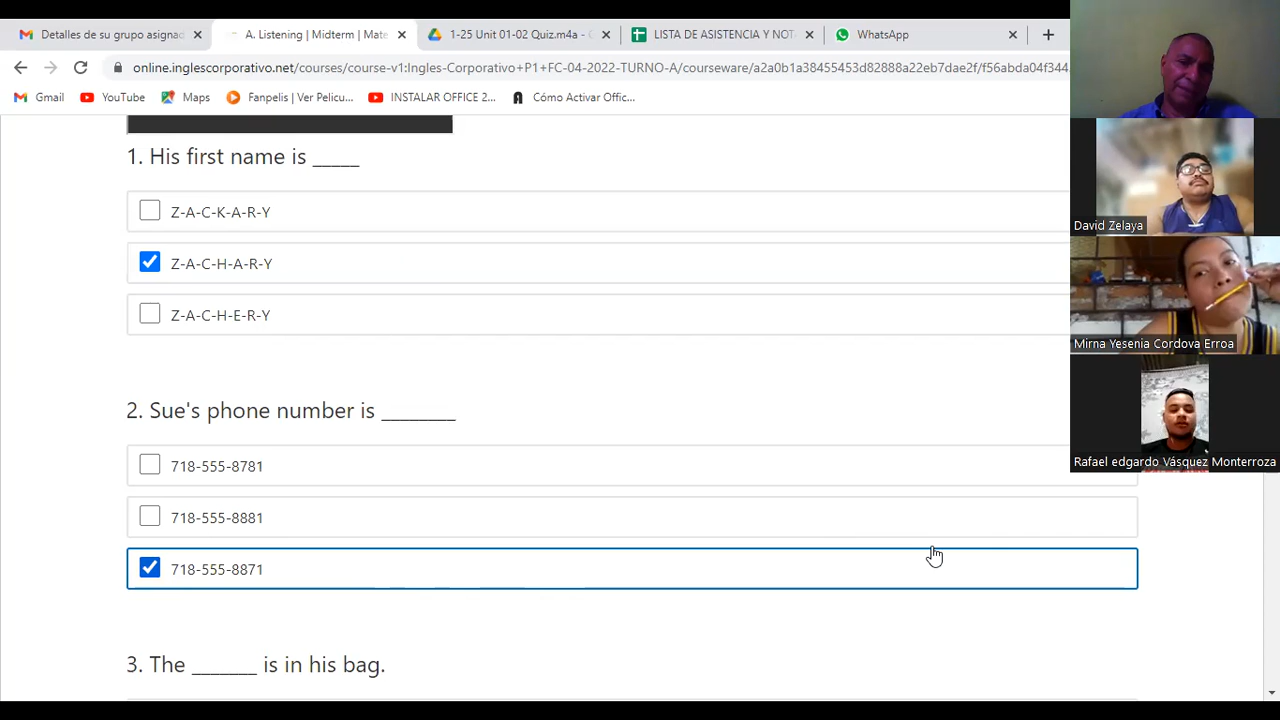 Detalles de su grupo asignad
A. Listening | Midterm | Mate
1-25 Unit 01-02 Quiz.m4a - G
LISTA DE ASISTENCIA Y NOT
WhatsApp
online.inglescorporativo.net/courses/course-v1:Ingles-Corporativo+P1+FC-04-2022-TURNO-A/courseware/a2a0b1a38455453d82888a22eb7dae2f/f56abda04f344
Gmail
YouTube
Maps
Fanpelis | Ver Pelicu...
INSTALAR OFFICE 2...
Cómo Activar Offic...
1. His first name is _____
Z-A-C-K-A-R-Y
Z-A-C-H-A-R-Y
Z-A-C-H-E-R-Y
2. Sue's phone number is ________
718-555-8781
718-555-8881
718-555-8871
3. The _______ is in his bag.
David Zelaya
Mirna Yesenia Cordova Erroa
Rafael edgardo Vásquez Monterroza